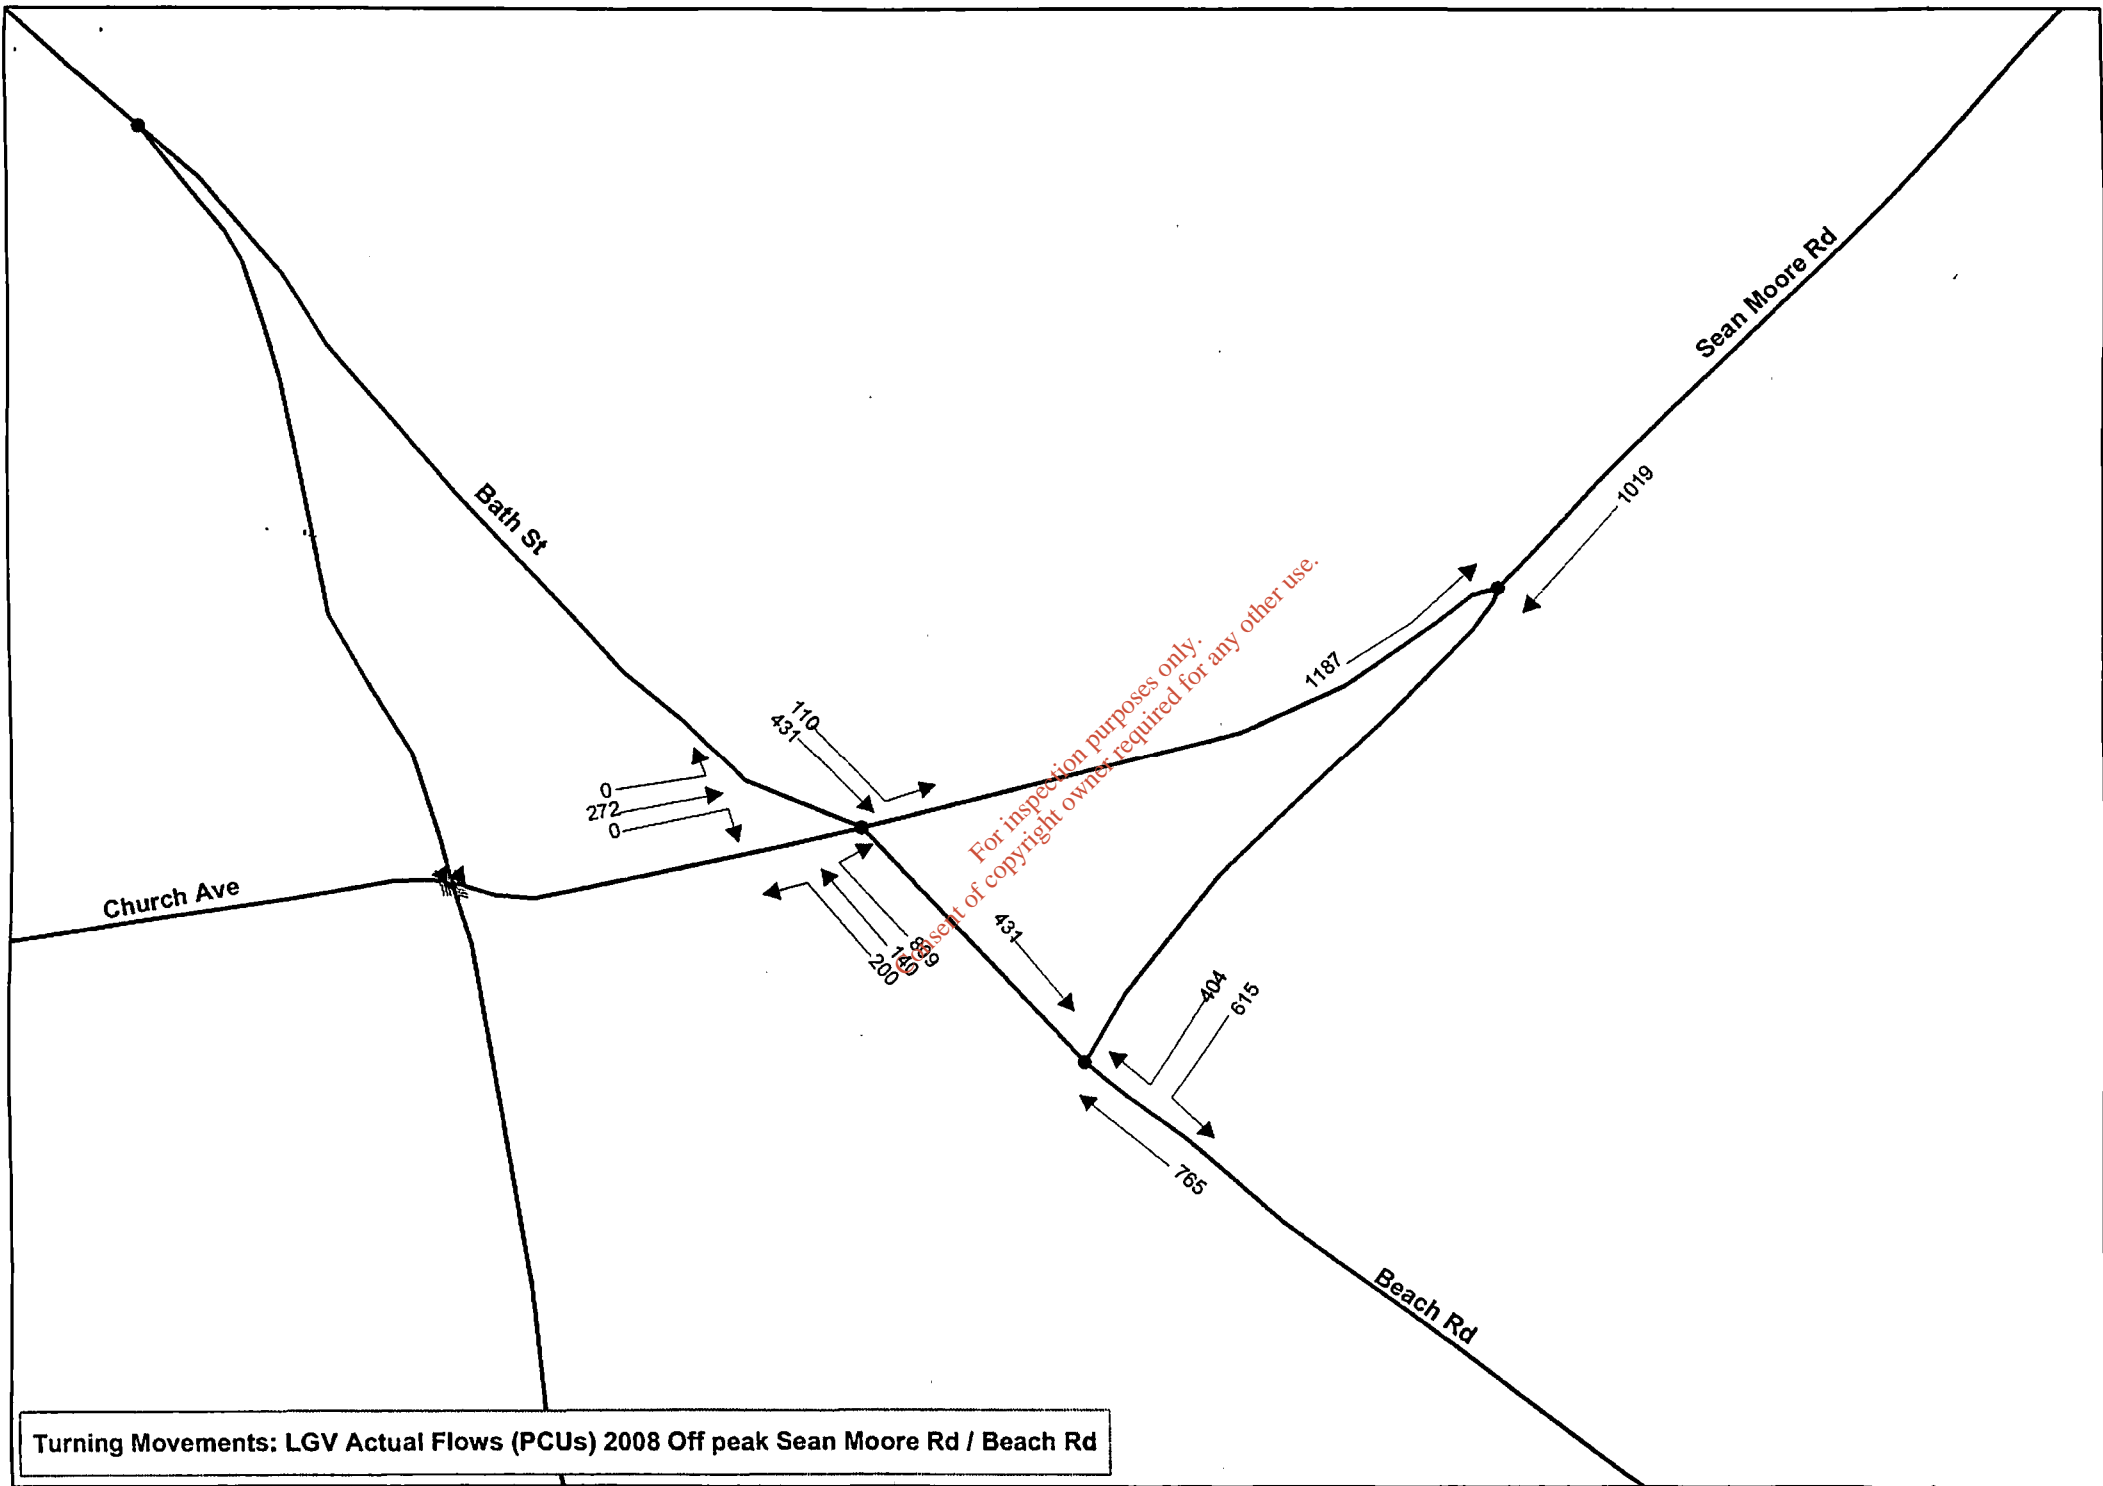 Sean Moore Rd
1019
Bath St
For inspection purposes only.
Consent of copyright owner required for any other use.
1187
110
431
0
272
0
Church Ave
140
200
431
404
615
765
Beach Rd
Turning Movements: LGV Actual Flows (PCUs) 2008 Off peak Sean Moore Rd / Beach Rd